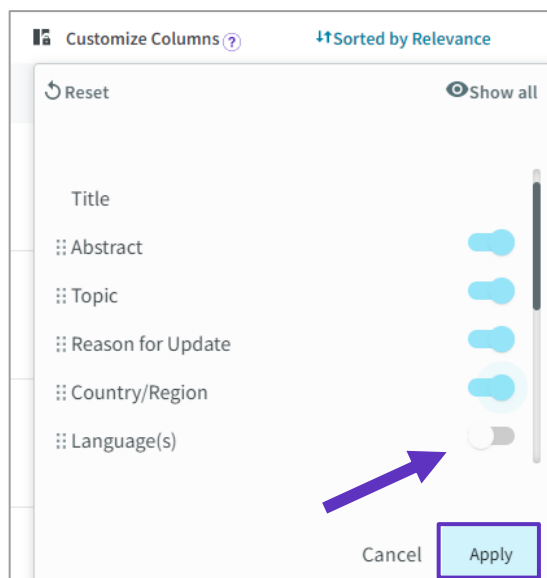 Customize Columns ? Sorted by Relevance
Reset Show all
Title
Abstract
Topic
Reason for Update
Country/Region
Language(s)
Cancel Apply